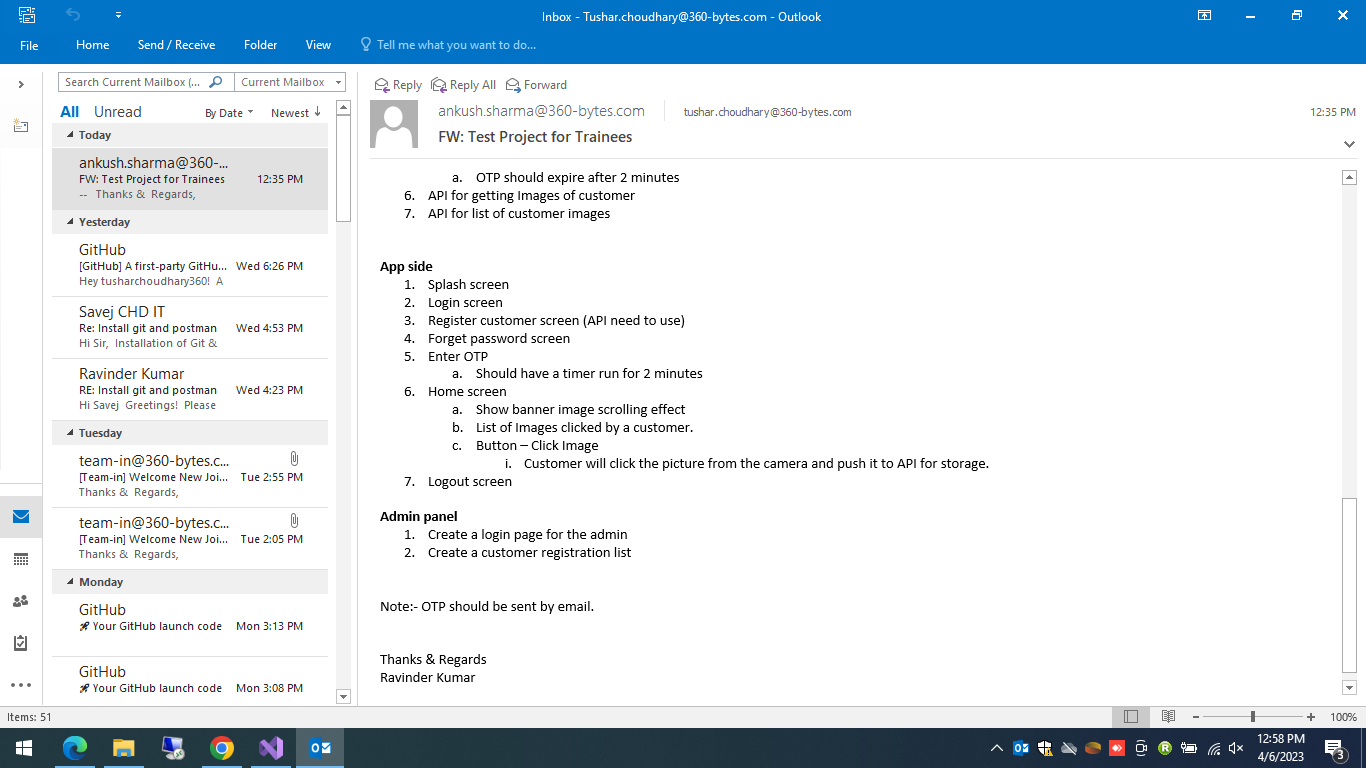 Inbox - Tushar.choudhary@360-bytes.com - Outlook
File Home Send / Receive Folder View Tell me what you want to do...
Search Current Mailbox (... Current Mailbox
All Unread By Date Newest
Today
ankush.sharma@360-...
FW: Test Project for Trainees 12:35 PM
-- Thanks & Regards,
Yesterday
GitHub
[GitHub] A first-party GitHu... Wed 6:26 PM
Hey tusharchoudhary360! A
Savej CHD IT
Re: Install git and postman Wed 4:53 PM
Hi Sir, Installation of Git &
Ravinder Kumar
RE: Install git and postman Wed 4:23 PM
Hi Savej Greetings! Please
Tuesday
team-in@360-bytes.c...
[Team-in] Welcome New Joi... Tue 2:55 PM
Thanks & Regards,
team-in@360-bytes.c...
[Team-in] Welcome New Joi... Tue 2:05 PM
Thanks & Regards,
Monday
GitHub
🚀 Your GitHub launch code Mon 3:13 PM
GitHub
🚀 Your GitHub launch code Mon 3:08 PM
Reply Reply All Forward
ankush.sharma@360-bytes.com tushar.choudhary@360-bytes.com 12:35 PM
FW: Test Project for Trainees
a. OTP should expire after 2 minutes
6. API for getting Images of customer
7. API for list of customer images
App side
1. Splash screen
2. Login screen
3. Register customer screen (API need to use)
4. Forget password screen
5. Enter OTP
a. Should have a timer run for 2 minutes
6. Home screen
a. Show banner image scrolling effect
b. List of Images clicked by a customer.
c. Button – Click Image
i. Customer will click the picture from the camera and push it to API for storage.
7. Logout screen
Admin panel
1. Create a login page for the admin
2. Create a customer registration list
Note:- OTP should be sent by email.
Thanks & Regards
Ravinder Kumar
Items: 51 100%
12:58 PM
4/6/2023
3